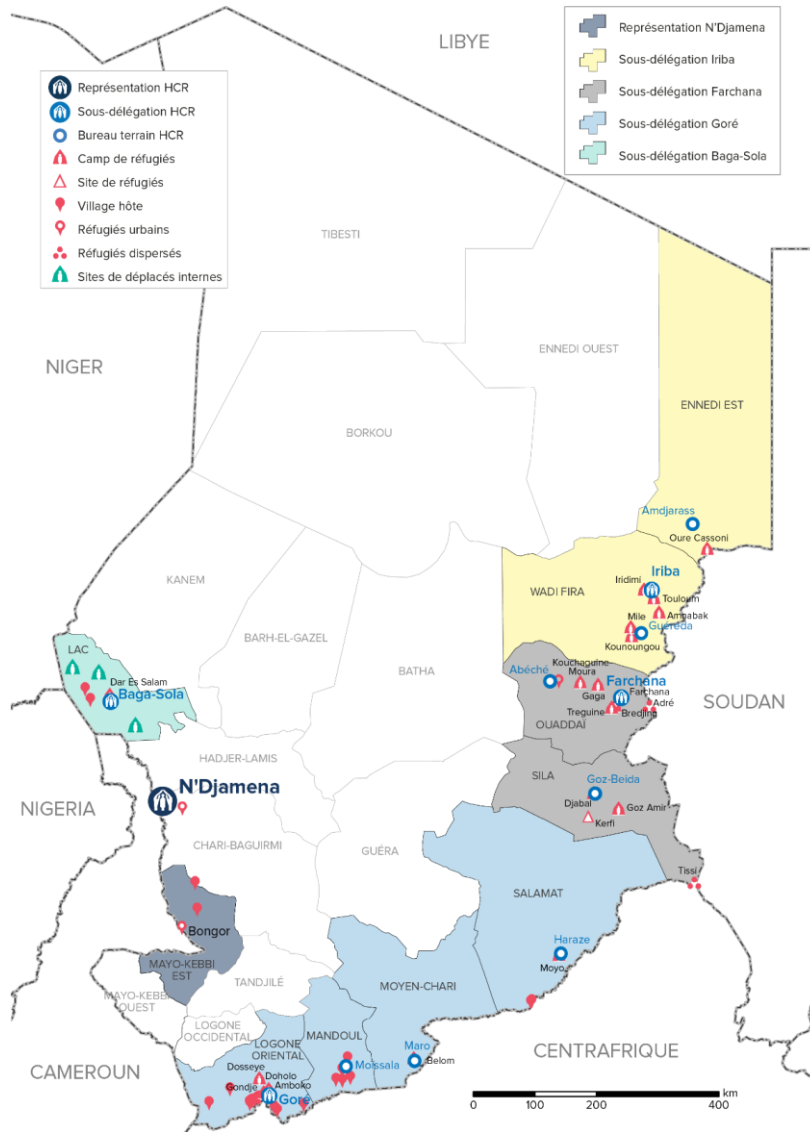 LIBYE
Représentation N'Djamena
Sous-délégation Iriba
Sous-délégation Farchana
Sous-délégation Goré
Sous-délégation Baga-Sola
Représentation HCR
Sous-délégation HCR
Bureau terrain HCR
Camp de réfugiés
Site de réfugiés
Village hôte
Réfugiés urbains
Réfugiés dispersés
Sites de déplacés internes
TIBESTI
ENNEDI OUEST
NIGER
ENNEDI EST
BORKOU
Amdjarass
Oure Cassoni
KANEM
Iriba
Iridimi
WADI FIRA
Touloum
Amnabak
Mile
Guéréda
Kounoungou
BARH-EL-GAZEL
LAC
BATHA
Dar Es Salam
Baga-Sola
Kouchaguine
Moura
Abéché
Farchana
Farchana
Gaga
Adré
SOUDAN
Treguine
Bredjing
OUADDAÏ
HADJER-LAMIS
SILA
Goz-Beida
N'Djamena
NIGERIA
Djabal
Goz Amir
Kerfi
CHARI-BAGUIRMI
GUÉRA
Tissi
SALAMAT
Bongor
Haraze
MAYO-KEBBI
EST
Moyo
TANDJILÉ
MOYEN-CHARI
MAYO-KEBBI
OUEST
LOGONE
OCCIDENTAL
LOGONE
ORIENTAL
MANDOUL
Maro
CENTRAFRIQUE
Dosseye
Moissala
Belom
CAMEROUN
Doholo
Gondje
Amboko
Goré
km
0
100
200
400